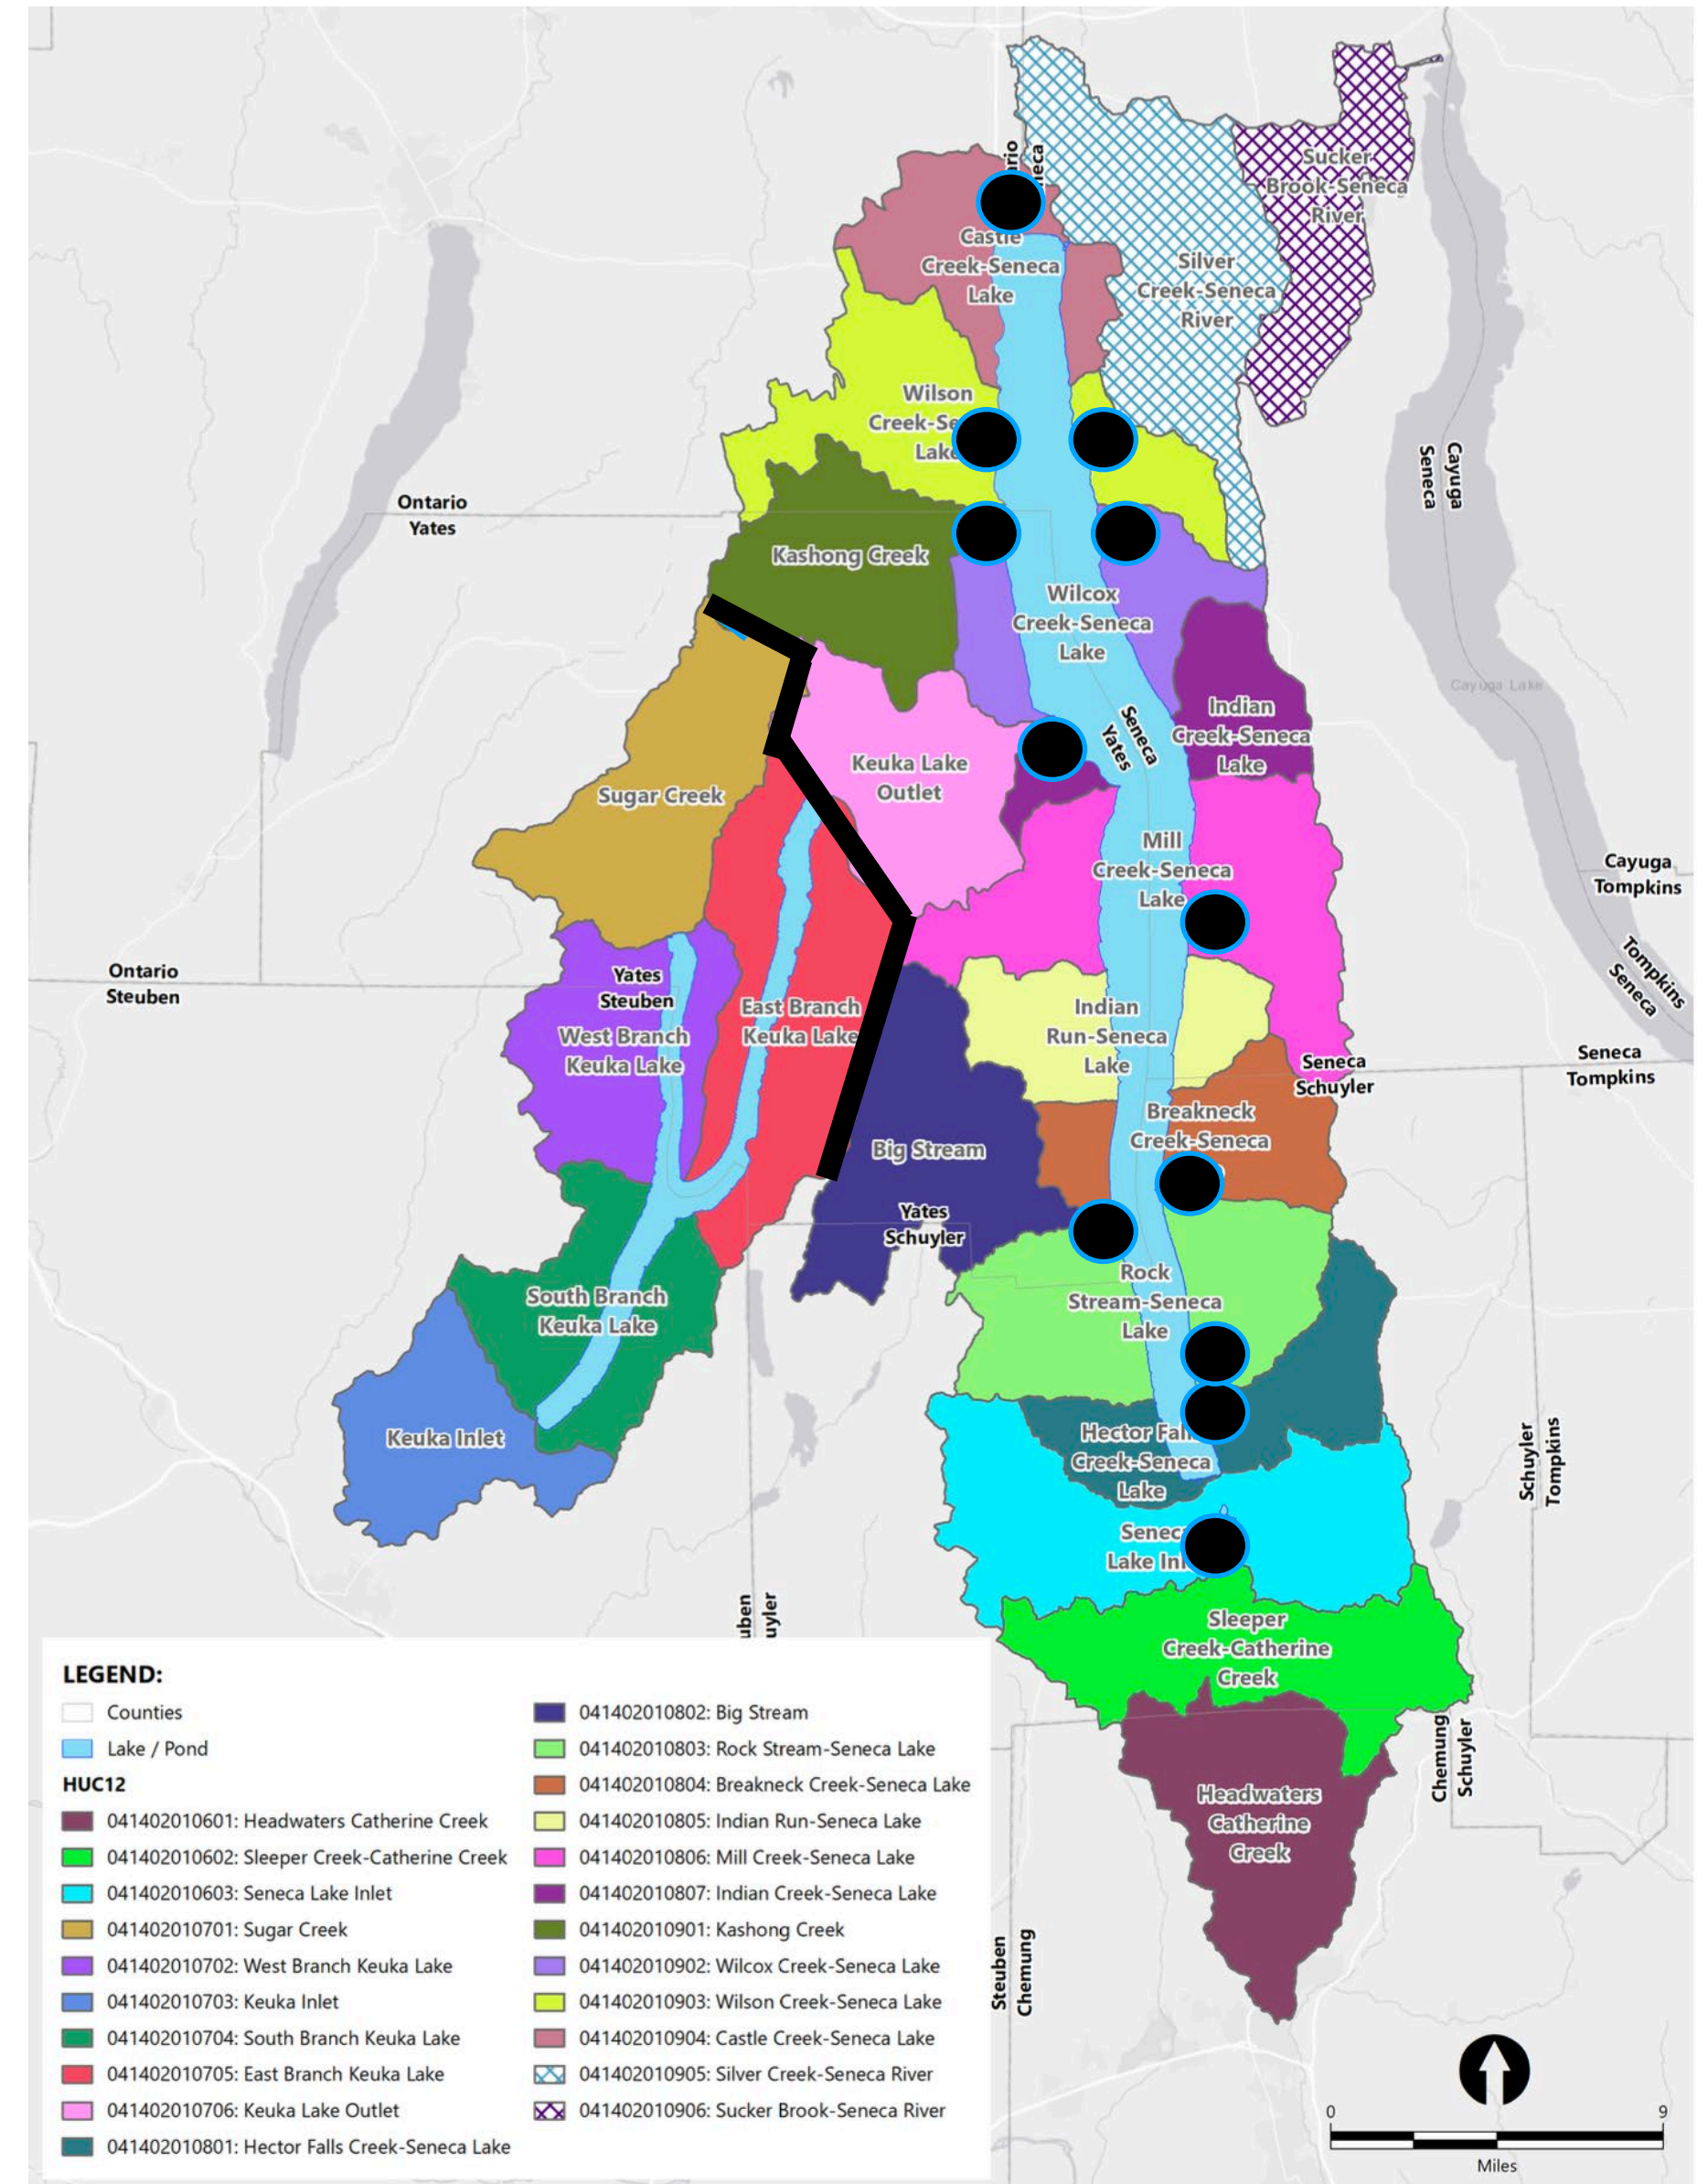 Sucker
Brook-Seneca
River
Castle
Creek-Seneca
Lake
Silver
Creek-Seneca
River
Wilson
Lake
Cayuga
Seneca
Ontario
Yates
Kashong Creek
Wilcox
Creek-Seneca
Lake
Cayuga Lake
Indian
Creek-Seneca
Lake
Seneca
Yates
Keuka Lake
Outlet
Sugar Creek
Mill
Creek-Seneca
Lake
Cayuga
Tompkins
Tompkins
Seneca
Ontario
Steuben
Yates
Steuben
West Branch
Keuka Lake
East Branch
Keuka Lake
Indian
Run-Seneca
Lake
Seneca
Schuyler
Seneca
Tompkins
Breakneck
Creek-Seneca
Big Stream
Yates
Schuyler
Rock
Stream-Seneca
Lake
South Branch
Keuka Lake
Keuka Inlet
Hector
Creek-Seneca
Lake
Schuyler
Tompkins
Lake
Sleeper
Creek-Catherine
Creek
Headwaters
Catherine
Creek
Chemung
Schuyler
Steuben
Chemung
LEGEND:
Counties
Lake / Pond
HUC12
041402010601: Headwaters Catherine Creek
041402010602: Sleeper Creek-Catherine Creek
041402010603: Seneca Lake Inlet
041402010701: Sugar Creek
041402010702: West Branch Keuka Lake
041402010703: Keuka Inlet
041402010704: South Branch Keuka Lake
041402010705: East Branch Keuka Lake
041402010706: Keuka Lake Outlet
041402010801: Hector Falls Creek-Seneca Lake
041402010802: Big Stream
041402010803: Rock Stream-Seneca Lake
041402010804: Breakneck Creek-Seneca Lake
041402010805: Indian Run-Seneca Lake
041402010806: Mill Creek-Seneca Lake
041402010807: Indian Creek-Seneca Lake
041402010901: Kashong Creek
041402010902: Wilcox Creek-Seneca Lake
041402010903: Wilson Creek-Seneca Lake
041402010904: Castle Creek-Seneca Lake
041402010905: Silver Creek-Seneca River
041402010906: Sucker Brook-Seneca River
0 9
Miles